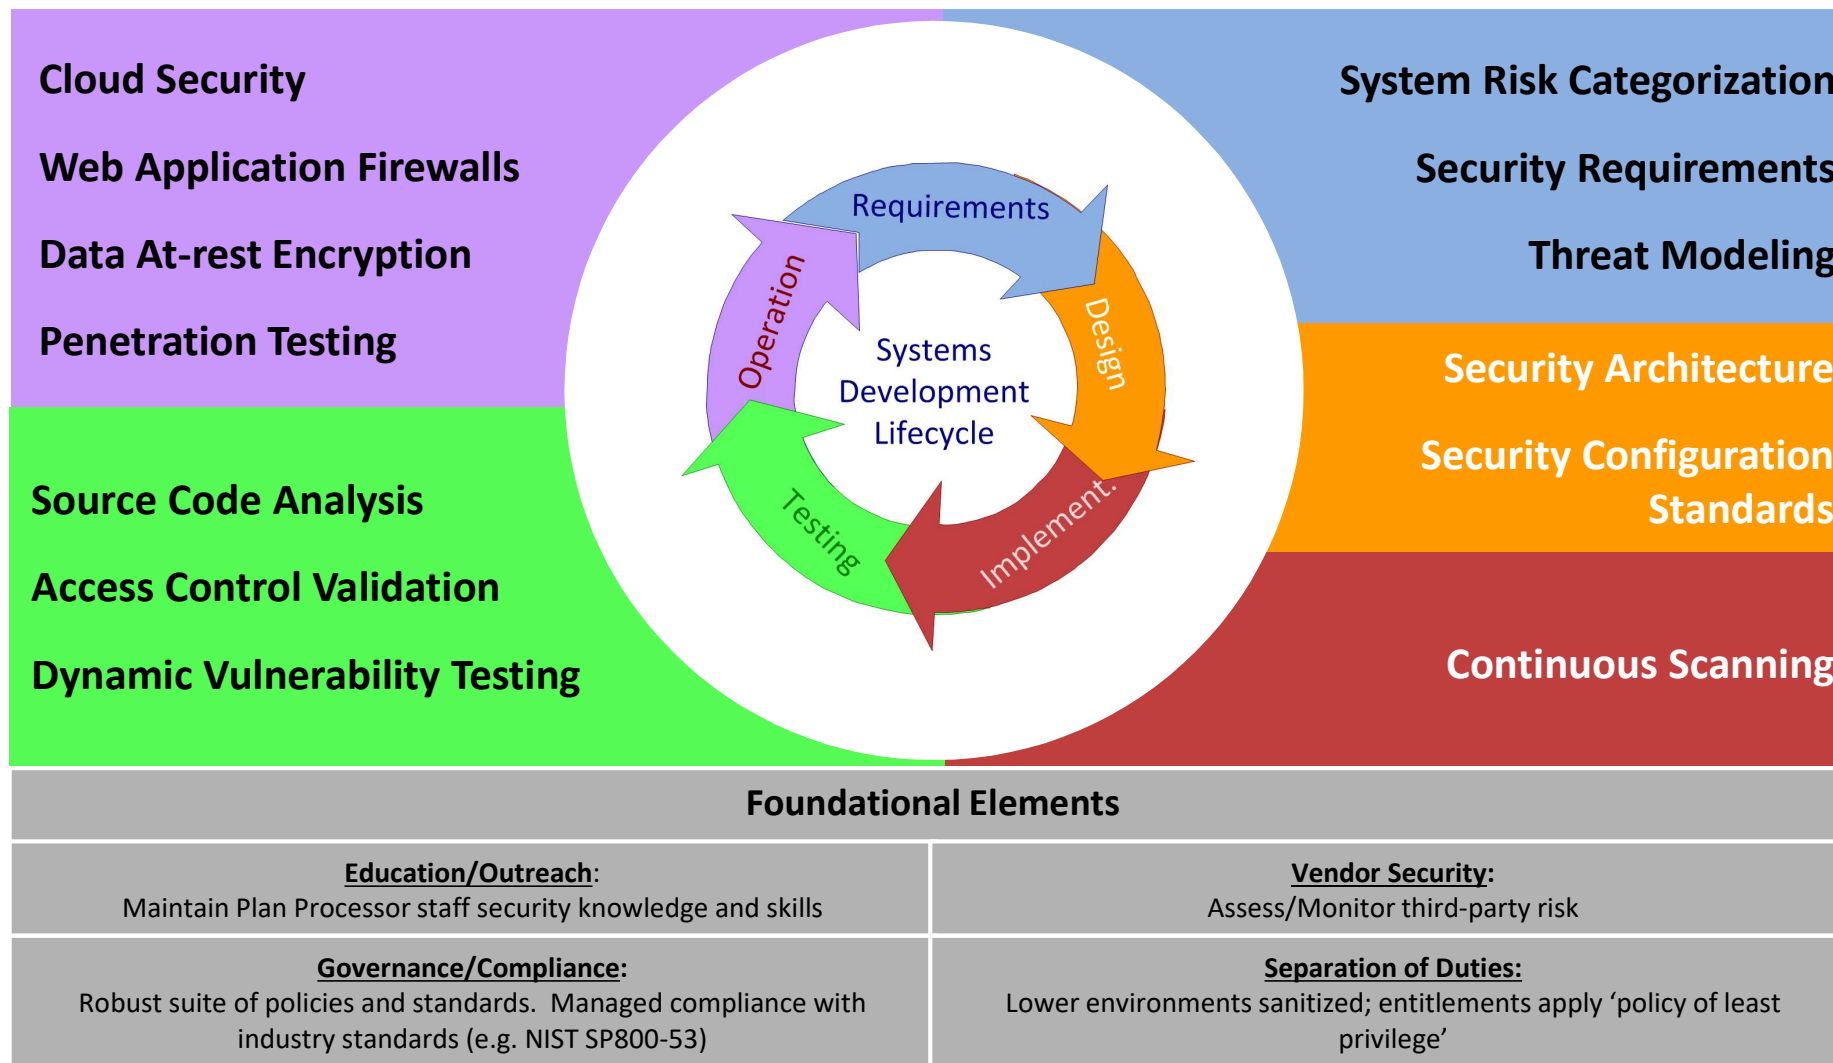 Cloud Security
Web Application Firewalls
Data At-rest Encryption
Penetration Testing
Source Code Analysis
Access Control Validation
Dynamic Vulnerability Testing
Requirements
Design
Implement.
Testing
Operation
Systems
Development
Lifecycle
System Risk Categorization
Security Requirements
Threat Modeling
Security Architecture
Security Configuration
Standards
Continuous Scanning
Foundational Elements
Education/Outreach:
Maintain Plan Processor staff security knowledge and skills
Vendor Security:
Assess/Monitor third-party risk
Governance/Compliance:
Robust suite of policies and standards.  Managed compliance with
industry standards (e.g. NIST SP800-53)
Separation of Duties:
Lower environments sanitized; entitlements apply ‘policy of least
privilege’